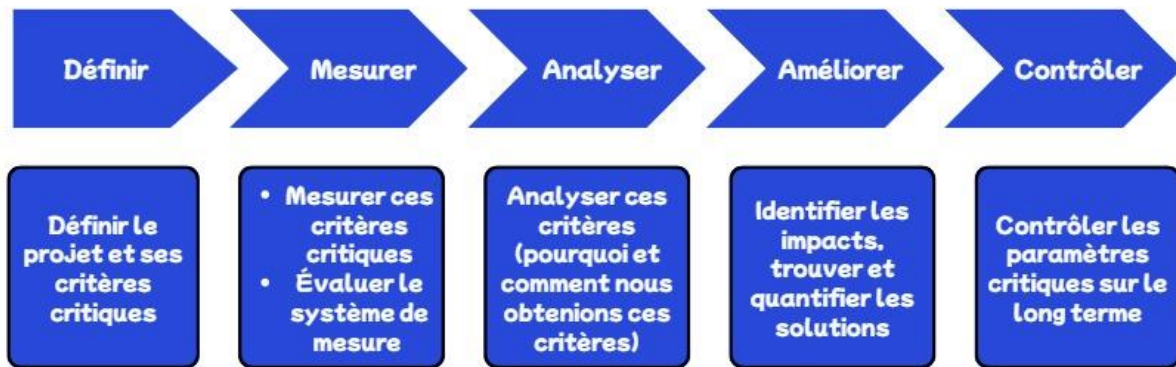 Définir
Mesurer
Analyser
Améliorer
Contrôler
Définir le
projet et ses
critères
critiques
• Mesurer ces
critères
critiques
• Évaluer le
système de
mesure
Analyser ces
critères
(pourquoi et
comment nous
obtenions ces
critères)
Identifier les
impacts,
trouver et
quantifier les
solutions
Contrôler les
paramètres
critiques sur le
long terme